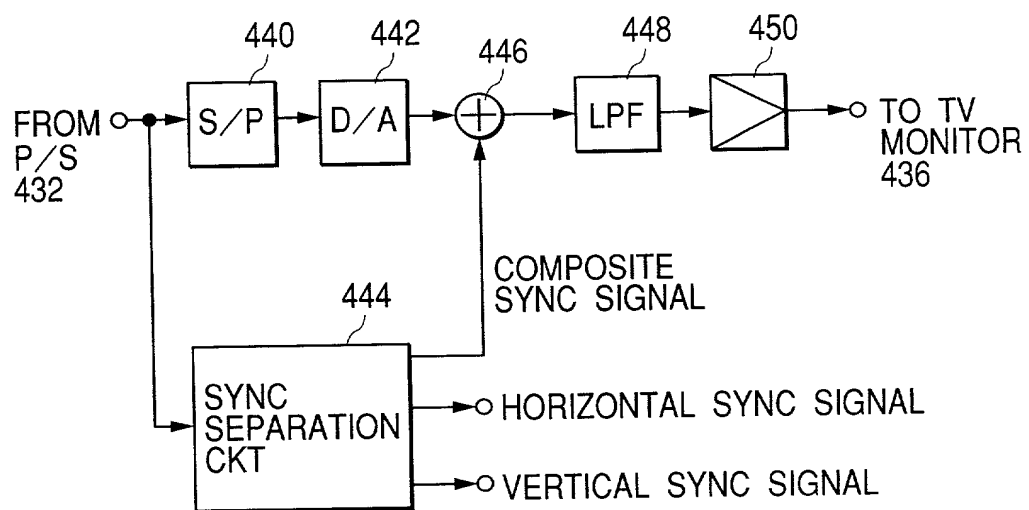 440
442
446
448
450
FROM
P/S
432
S/P
D/A
LPF
TO TV
MONITOR
436
COMPOSITE
SYNC SIGNAL
444
SYNC
SEPARATION
CKT
HORIZONTAL SYNC SIGNAL
VERTICAL SYNC SIGNAL